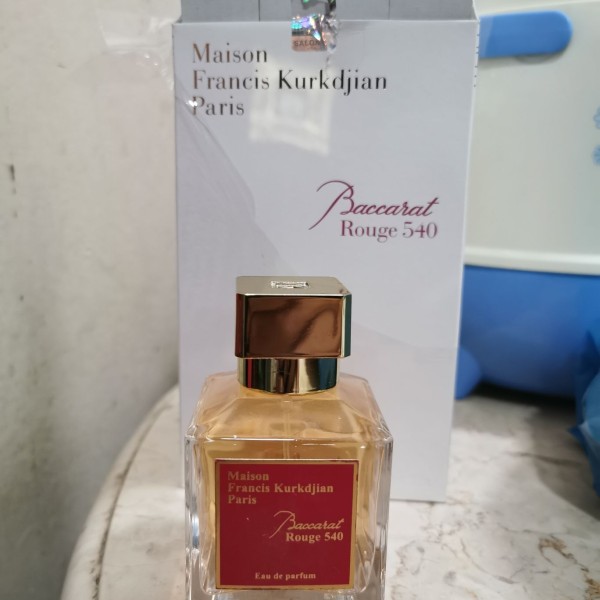 Maison
Francis Kurkdjian
Paris
Baccarat
Rouge 540
Maison
Francis Kurkdjian
Paris
Baccarat
Rouge 540
Eau de parfum